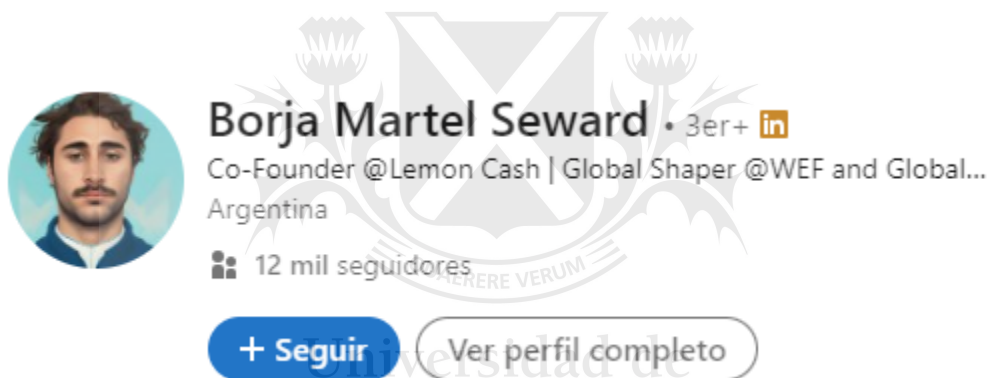 Borja Martel Seward • 3er+ in
Co-Founder @Lemon Cash | Global Shaper @WEF and Global...
Argentina
12 mil seguidores
QUAERERE VERUM
+ Seguir
Ver perfil completo
Universidad de